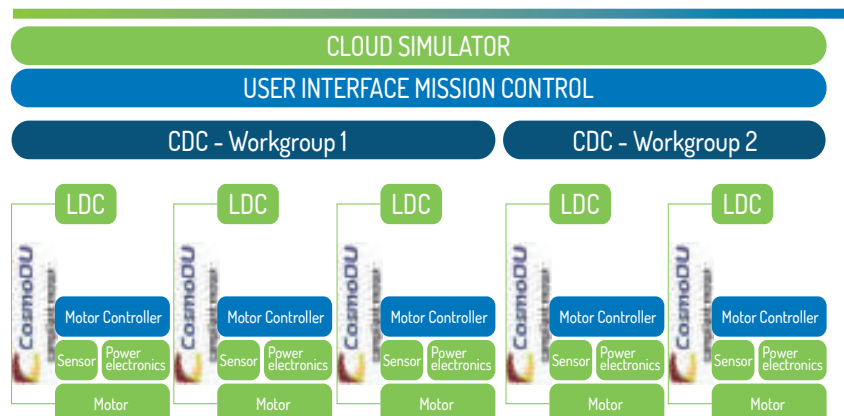 CLOUD SIMULATOR
USER INTERFACE MISSION CONTROL
CDC - Workgroup 1 CDC - Workgroup 2
LDC LDC LDC LDC LDC
CosmoDU CosmoDU CosmoDU CosmoDU CosmoDU
Motor Controller Motor Controller Motor Controller Motor Controller Motor Controller
Sensor Power electronics Sensor Power electronics Sensor Power electronics Sensor Power electronics Sensor Power electronics
Motor Motor Motor Motor Motor